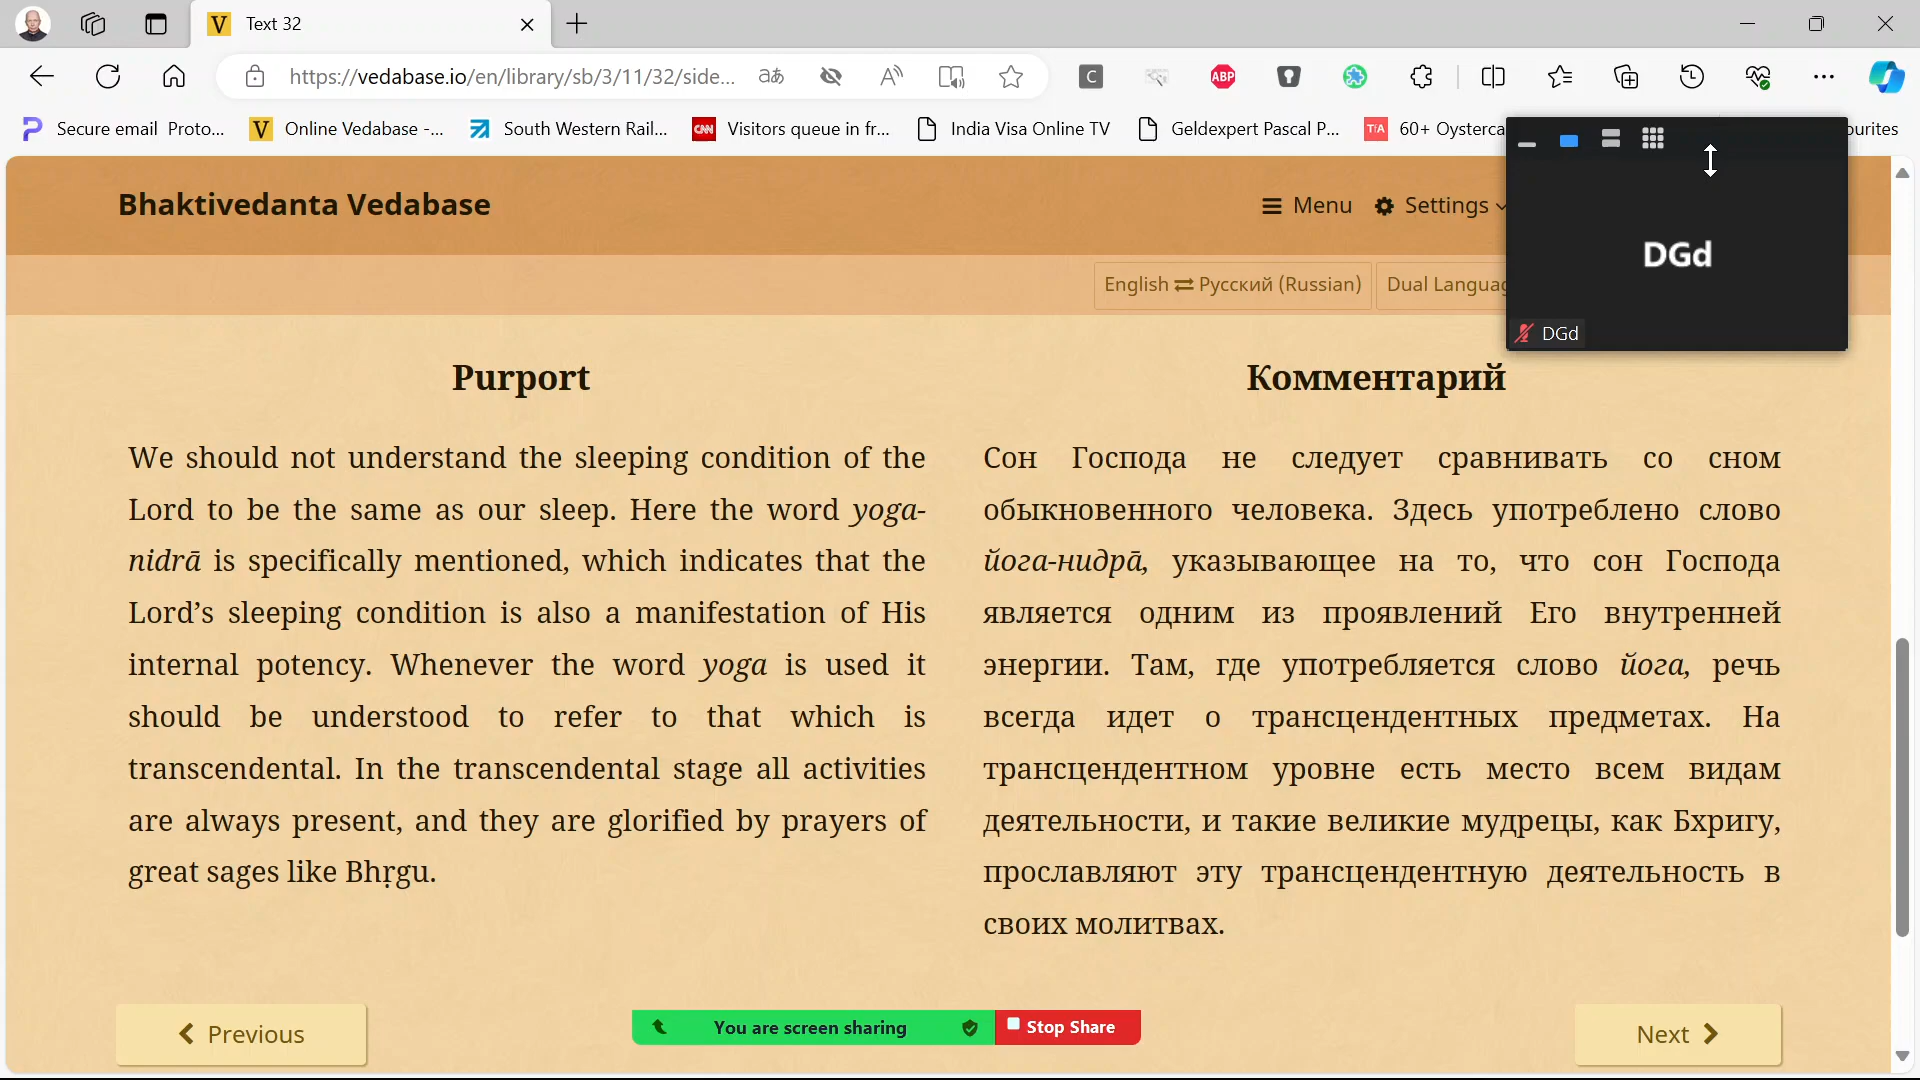 Text 32
https://vedabase.io/en/library/sb/3/11/32/side...
Secure email Proto... Online Vedabase -... South Western Rail... CNN Visitors queue in fr... India Visa Online TV Geldexpert Pascal P... TfA 60+ Oysterca ourites
Bhaktivedanta Vedabase
Menu Settings
English ⇄ Русский (Russian) Dual Languag
DGd
DGd
Purport
We should not understand the sleeping condition of the
Lord to be the same as our sleep. Here the word yoga-
nidrā is specifically mentioned, which indicates that the
Lord’s sleeping condition is also a manifestation of His
internal potency. Whenever the word yoga is used it
should be understood to refer to that which is
transcendental. In the transcendental stage all activities
are always present, and they are glorified by prayers of
great sages like Bhṛgu.
Комментарий
Сон Господа не следует сравнивать со сном
обыкновенного человека. Здесь употреблено слово
йога-нидра̄, указывающее на то, что сон Господа
является одним из проявлений Его внутренней
энергии. Там, где употребляется слово йога, речь
всегда идет о трансцендентных предметах. На
трансцендентном уровне есть место всем видам
деятельности, и такие великие мудрецы, как Бхригу,
прославляют эту трансцендентную деятельность в
своих молитвах.
Previous
You are screen sharing Stop Share
Next